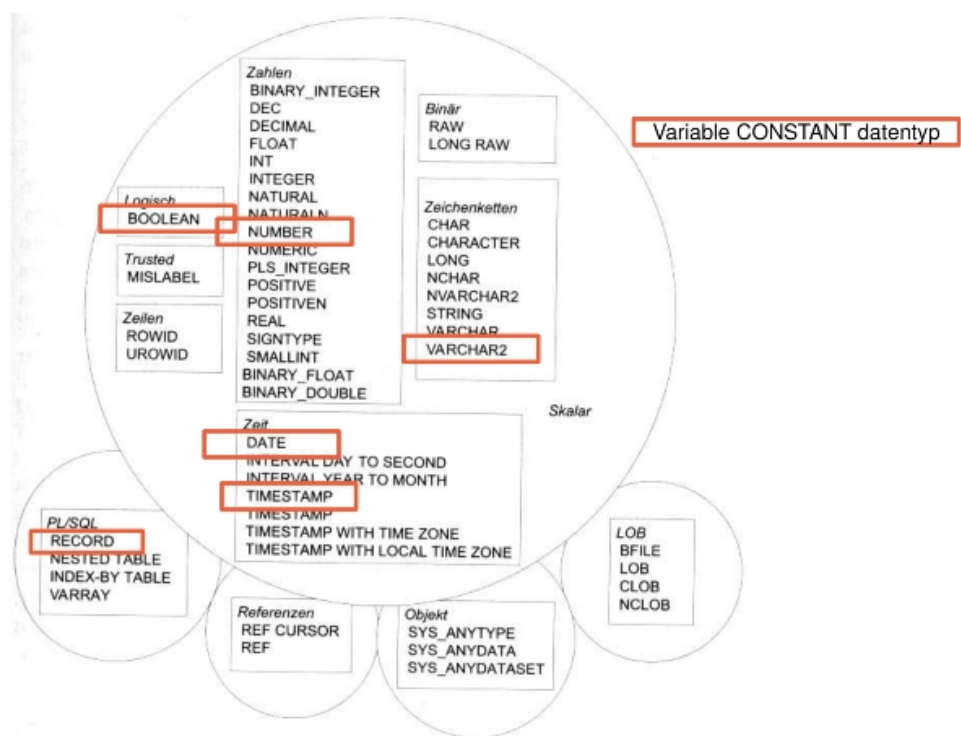 Zahlen
BINARY_INTEGER
DEC
DECIMAL
FLOAT
INT
INTEGER
NATURAL
NATURALN
NUMBER
NUMERIC
PLS_INTEGER
POSITIVE
POSITIVEN
REAL
SIGNTYPE
SMALLINT
BINARY_FLOAT
BINARY_DOUBLE
Binär
RAW
LONG RAW
Variable CONSTANT datentyp
Logisch
BOOLEAN
Trusted
MISLABEL
Zeilen
ROWID
UROWID
Zeichenketten
CHAR
CHARACTER
LONG
NCHAR
NVARCHAR2
STRING
VARCHAR
VARCHAR2
Skalar
Zeit
DATE
INTERVAL DAY TO SECOND
INTERVAL YEAR TO MONTH
TIMESTAMP
TIMESTAMP
TIMESTAMP WITH TIME ZONE
TIMESTAMP WITH LOCAL TIME ZONE
PL/SQL
RECORD
NESTED TABLE
INDEX-BY TABLE
VARRAY
Referenzen
REF CURSOR
REF
Objekt
SYS_ANYTYPE
SYS_ANYDATA
SYS_ANYDATASET
LOB
BFILE
LOB
CLOB
NCLOB